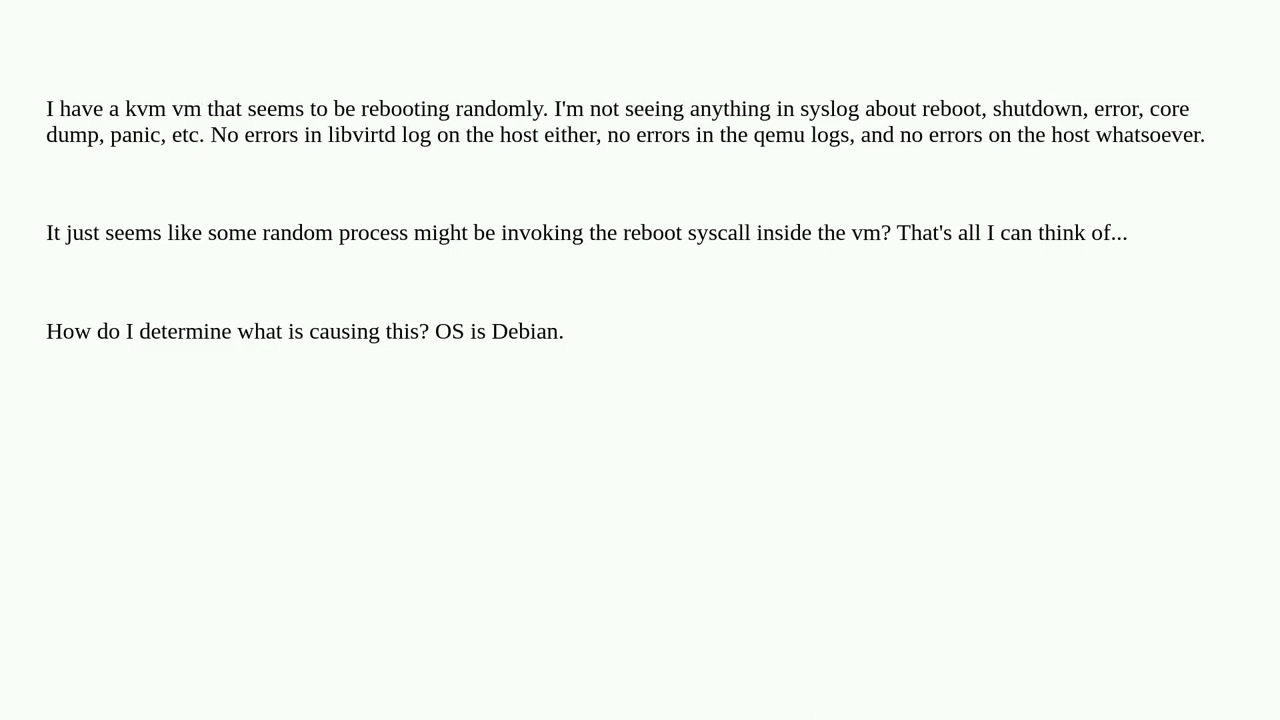 I have a kvm vm that seems to be rebooting randomly. I'm not seeing anything in syslog about reboot, shutdown, error, core
dump, panic, etc. No errors in libvirtd log on the host either, no errors in the qemu logs, and no errors on the host whatsoever.
It just seems like some random process might be invoking the reboot syscall inside the vm? That's all I can think of...
How do I determine what is causing this? OS is Debian.